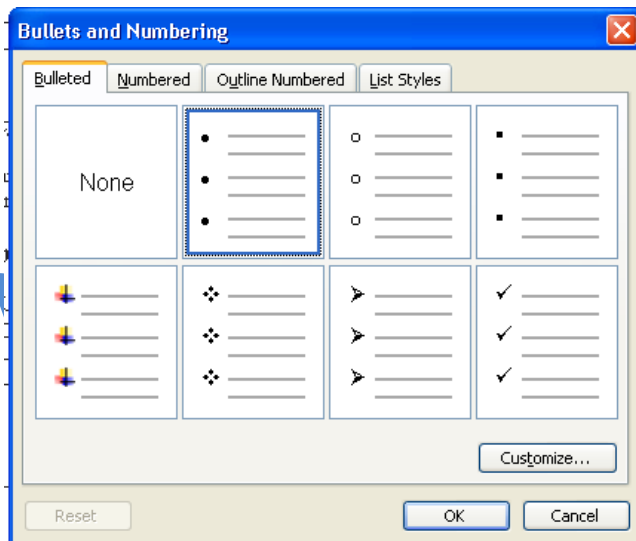 Bullets and Numbering
Bulleted Numbered Outline Numbered List Styles
None
Customize...
Reset OK Cancel